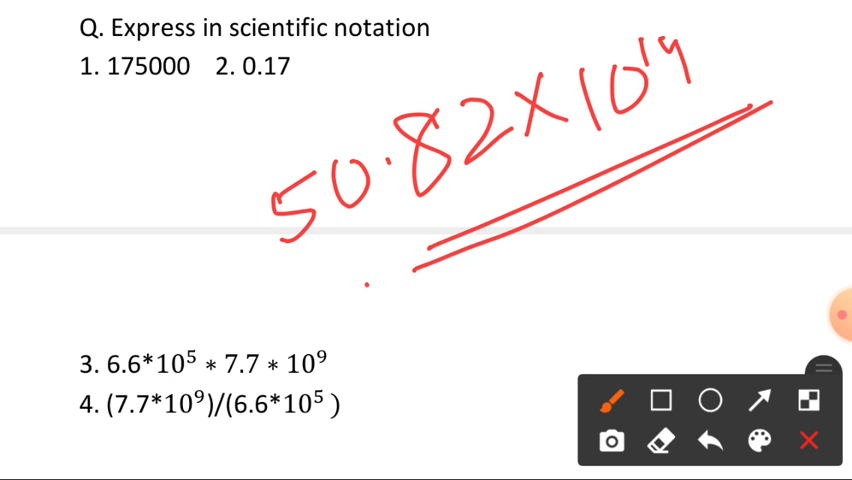 Q. Express in scientific notation
1. 175000 2. 0.17
50.82×10¹⁴
3. 6.6*10⁵ ∗ 7.7 ∗ 10⁹
4. (7.7*10⁹)/(6.6*10⁵ )